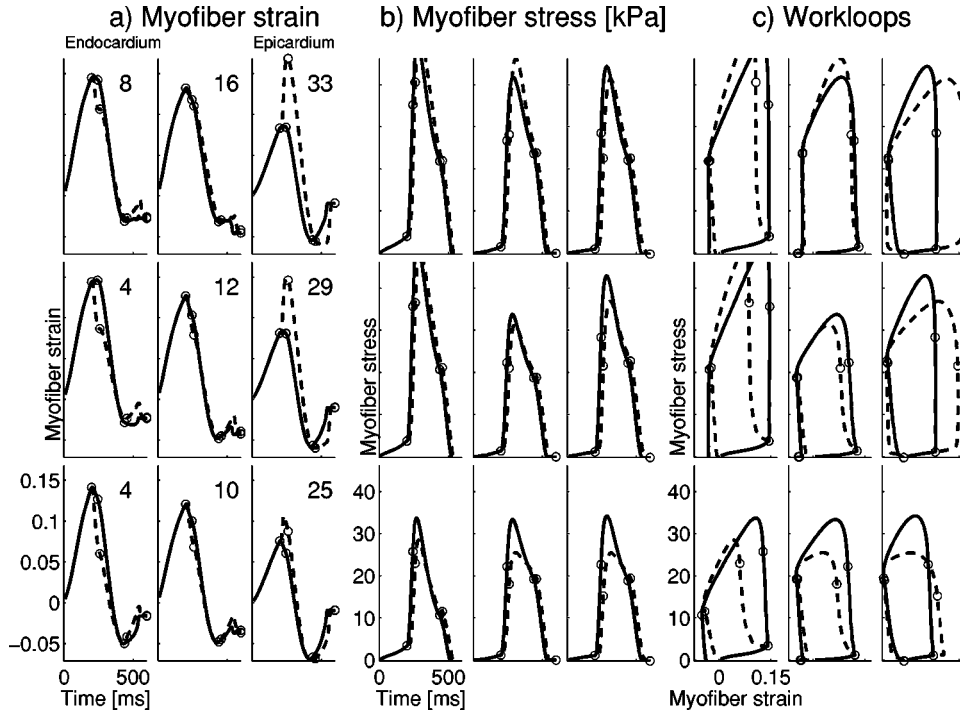 a) Myofiber strain b) Myofiber stress [kPa] c) Workloops
Endocardium Epicardium
8 16 33
Myofiber strain
4 12 29
Myofiber stress
Myofiber stress
4 10 25
0.15
0.1
0.05
0
−0.05
40
30
20
10
0
40
30
20
10
0
0 500
Time [ms]
0 500
Time [ms]
0 0.15
Myofiber strain